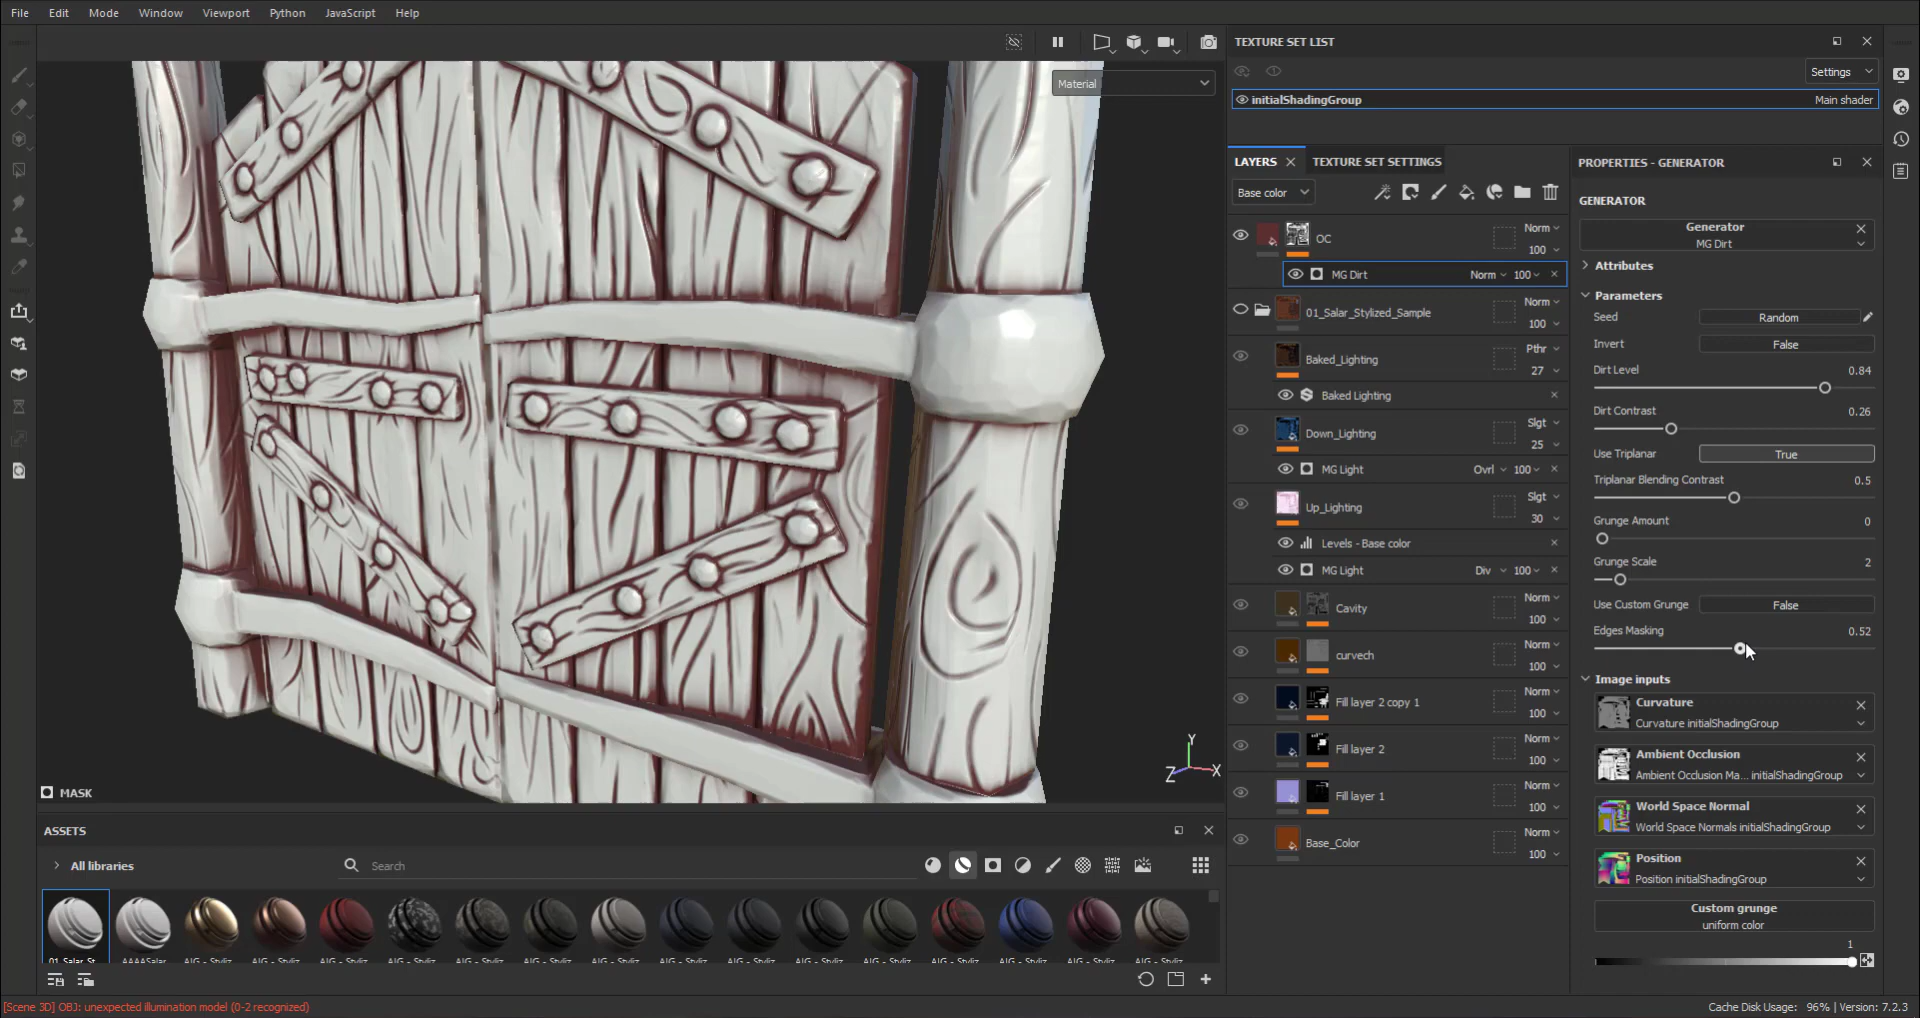 File Edit Mode Window Viewport Python JavaScript Help
Material
Y
Z X
MASK
TEXTURE SET LIST
Settings
initialShadingGroup Main shader
LAYERS TEXTURE SET SETTINGS
Base color
OC Norm 100
MG Dirt Norm 100
01_Salar_Stylized_Sample Norm 100
Baked_Lighting Pthr 27
Baked Lighting
Down_Lighting Slgt 25
MG Light Ovrl 100
Up_Lighting Slgt 30
Levels - Base color
MG Light Div 100
Cavity Norm 100
curvech Norm 100
Fill layer 2 copy 1 Norm 100
Fill layer 2 Norm 100
Fill layer 1 Norm 100
Base_Color Norm 100
PROPERTIES - GENERATOR
GENERATOR
Generator
MG Dirt
Attributes
Parameters
Seed Random
Invert False
Dirt Level 0.84
Dirt Contrast 0.26
Use Triplanar True
Triplanar Blending Contrast 0.5
Grunge Amount 0
Grunge Scale 2
Use Custom Grunge False
Edges Masking 0.52
Image inputs
Curvature
Curvature initialShadingGroup
Ambient Occlusion
Ambient Occlusion Ma... initialShadingGroup
World Space Normal
World Space Normals initialShadingGroup
Position
Position initialShadingGroup
Custom grunge
uniform color
1
ASSETS
All libraries
Search
[Scene 3D] OBJ: unexpected illumination model (0-2 recognized)
Cache Disk Usage: 96% | Version: 7.2.3